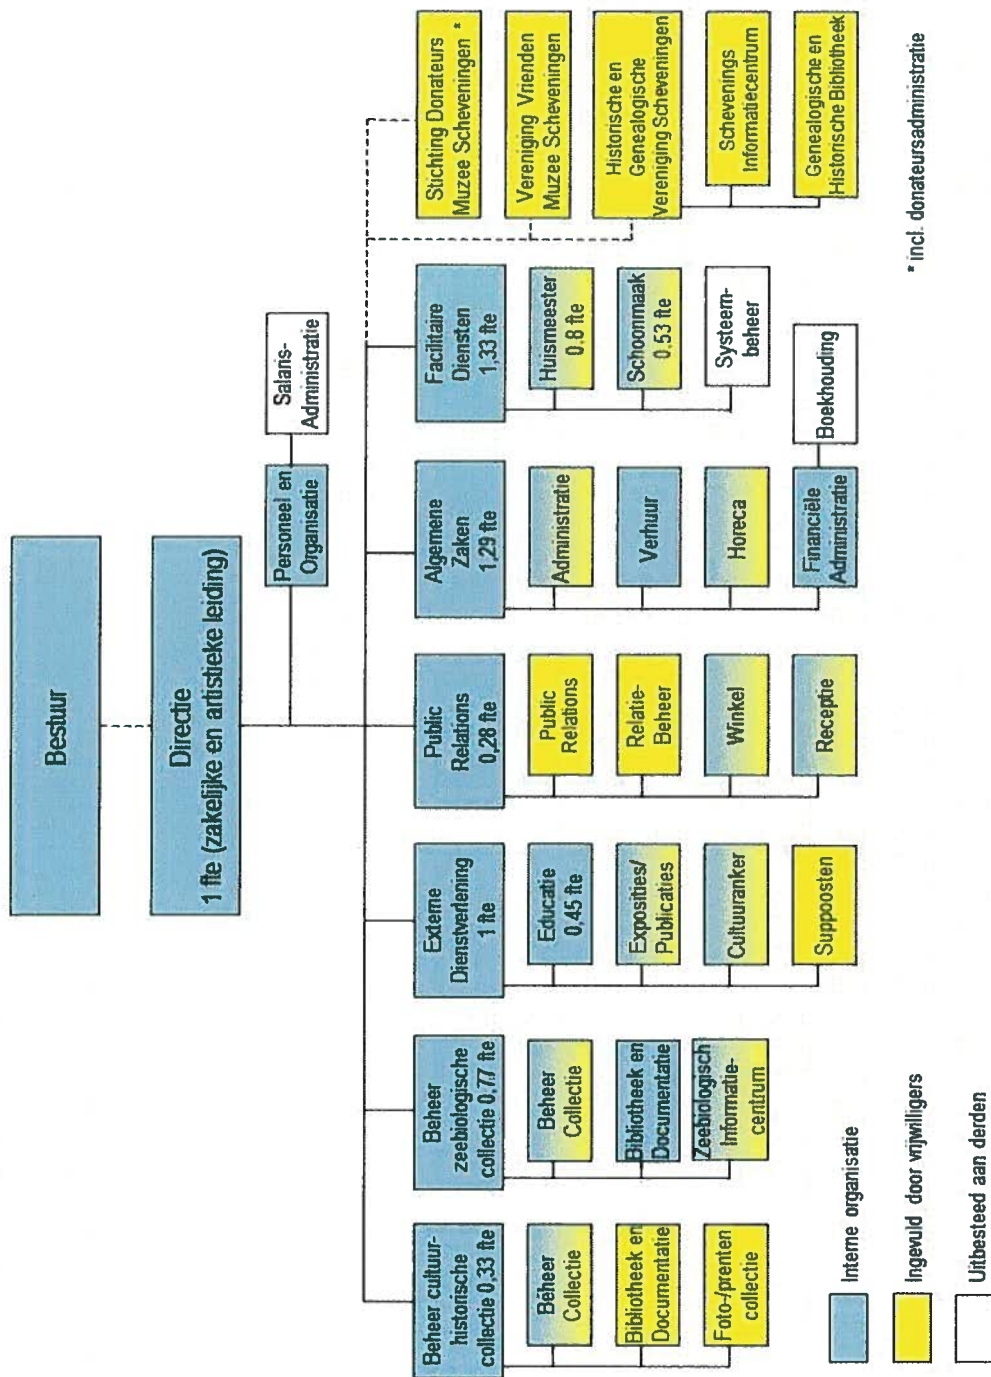 Bestuur
Directie
1 fte (zakelijke en artistieke leiding)
Personeel en
Organisatie
Salaris-
Administratie
Beheer cultuur-
historische
collectie 0,33 fte
Beheer
Collectie
Bibliotheek en
Documentatie
Foto-/prenten
collectie
Beheer
zeebiologische
collectie 0,77 fte
Beheer
Collectie
Bibliotheek en
Documentatie
Zeebiologisch
Informatie-
centrum
Externe
Dienstverlening
1 fte
Educatie
0,45 fte
Exposities/
Publicaties
Cultuuranker
Suppoosten
Public
Relations
0,28 fte
Public
Relations
Relatie-
Beheer
Winkel
Receptie
Algemene
Zaken
1,29 fte
Administratie
Verhuur
Horeca
Financiële
Administratie
Boekhouding
Facilitaire
Diensten
1,33 fte
Huismeester
0,8 fte
Schoonmaak
0,53 fte
Systeem-
beheer
Stichting Donateurs
Muzee Scheveningen *
Vereniging Vrienden
Muzee Scheveningen
Historische en
Genealogische
Vereniging Scheveningen
Schevenings
Informatiecentrum
Genealogische en
Historische Bibliotheek
* incl. donateursadministratie
Interne organisatie
Ingevuld door vrijwilligers
Uitbesteed aan derden